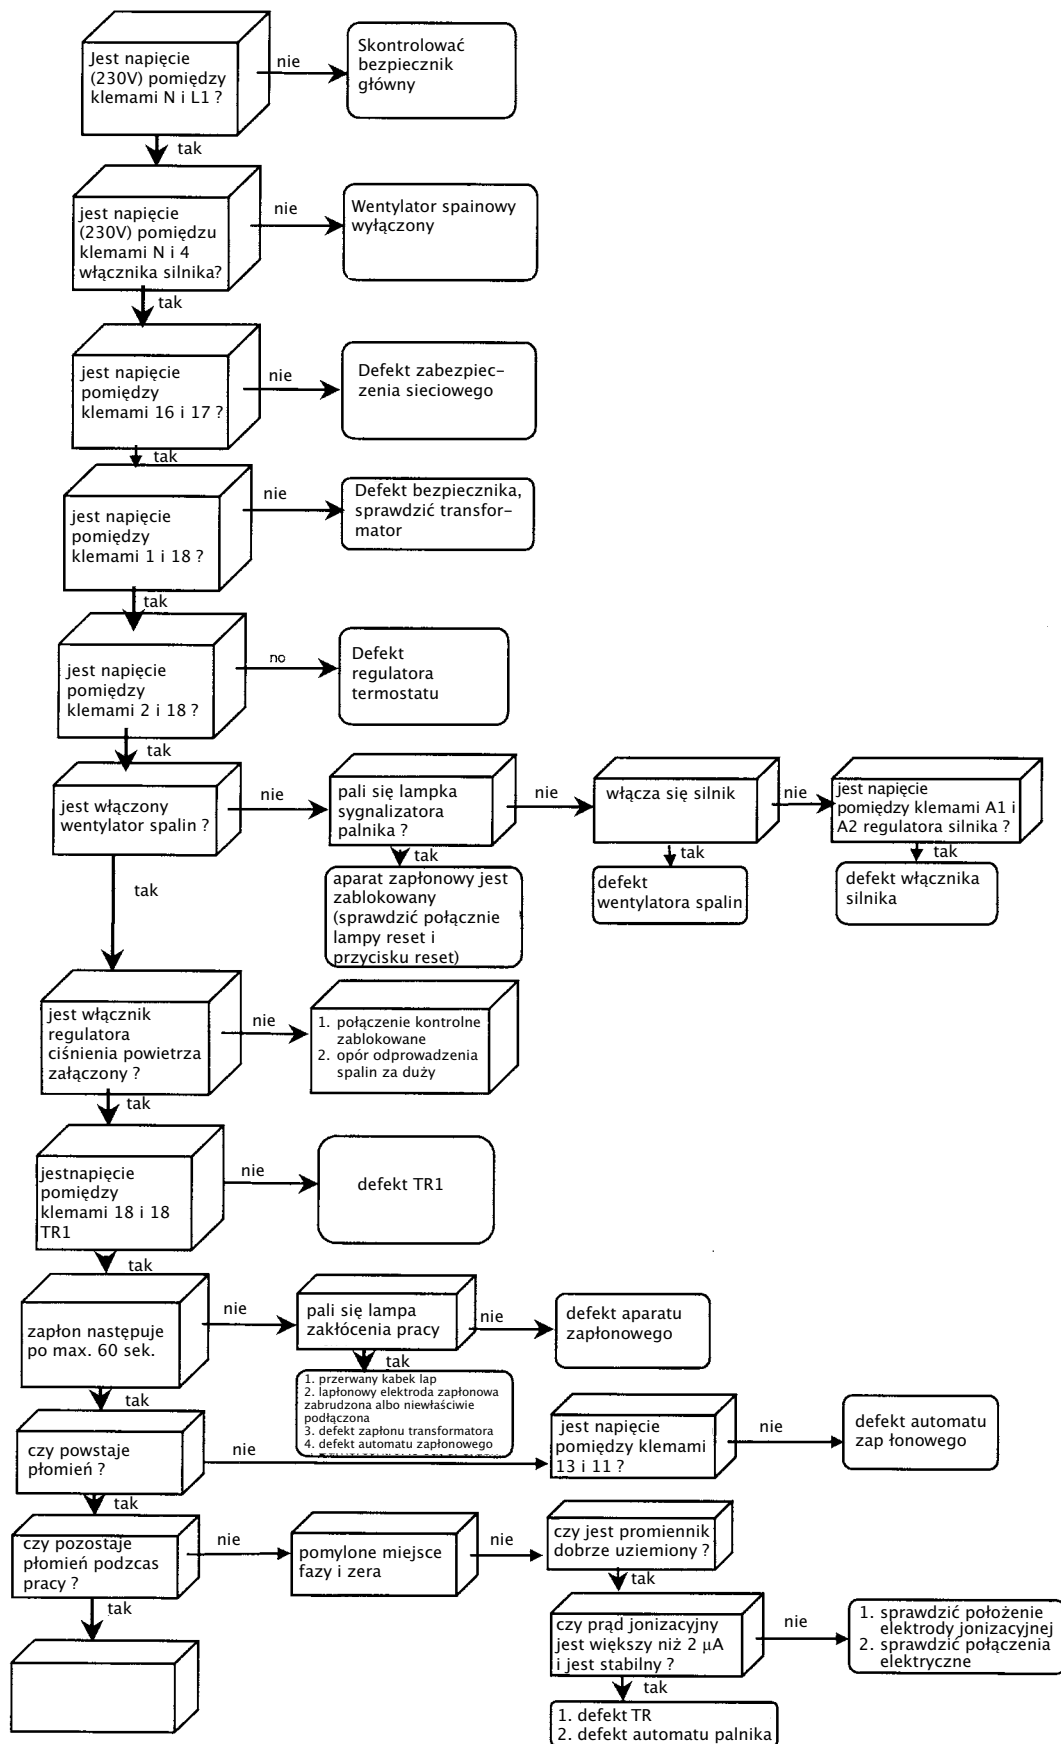 Jest napięcie
(230V) pomiędzy
klemami N i L1 ?
nie
Skontrolować
bezpiecznik
główny
tak
jest napięcie
(230V) pomiędzu
klemami N i 4
włącznika silnika?
nie
Wentylator spainowy
wyłączony
tak
jest napięcie
pomiędzy
klemami 16 i 17 ?
nie
Defekt zabezpiec-
zenia sieciowego
tak
jest napięcie
pomiędzy
klemami 1 i 18 ?
nie
Defekt bezpiecznika,
sprawdzić transfor-
mator
tak
jest napięcie
pomiędzy
klemami 2 i 18 ?
no
Defekt
regulatora
termostatu
tak
jest włączony
wentylator spalin ?
nie
pali się lampka
sygnalizatora
palnika ?
nie
włącza się silnik
nie
jest napięcie
pomiędzy klemami A1 i
A2 regulatora silnika ?
tak
aparat zapłonowy jest
zablokowany
(sprawdzić połącznie
lampy reset i
przycisku reset)
tak
defekt
wentylatora spalin
tak
defekt włącznika
silnika
tak
jest włącznik
regulatora
ciśnienia powietrza
załączony ?
nie
1. połączenie kontrolne
zablokowane
2. opór odprowadzenia
spalin za duży
tak
jestnapięcie
pomiędzy
klemami 18 i 18
TR1
nie
defekt TR1
tak
zapłon następuje
po max. 60 sek.
nie
pali się lampa
zakłócenia pracy
nie
defekt aparatu
zapłonowego
tak
1. przerwany kabek lap
2. lapłonowy elektroda zapłonowa
zabrudzona albo niewłaściwie
podłączona
3. defekt zapłonu transformatora
4. defekt automatu zapłonowego
tak
czy powstaje
płomień ?
nie
jest napięcie
pomiędzy klemami
13 i 11 ?
nie
defekt automatu
zap łonowego
tak
czy pozostaje
płomień podzcas
pracy ?
nie
pomylone miejsce
fazy i zera
nie
czy jest promiennik
dobrze uziemiony ?
tak
tak
czy prąd jonizacyjny
jest większy niż 2 μA
i jest stabilny ?
nie
1. sprawdzić położenie
elektrody jonizacyjnej
2. sprawdzić połączenia
elektryczne
tak
1. defekt TR
2. defekt automatu palnika